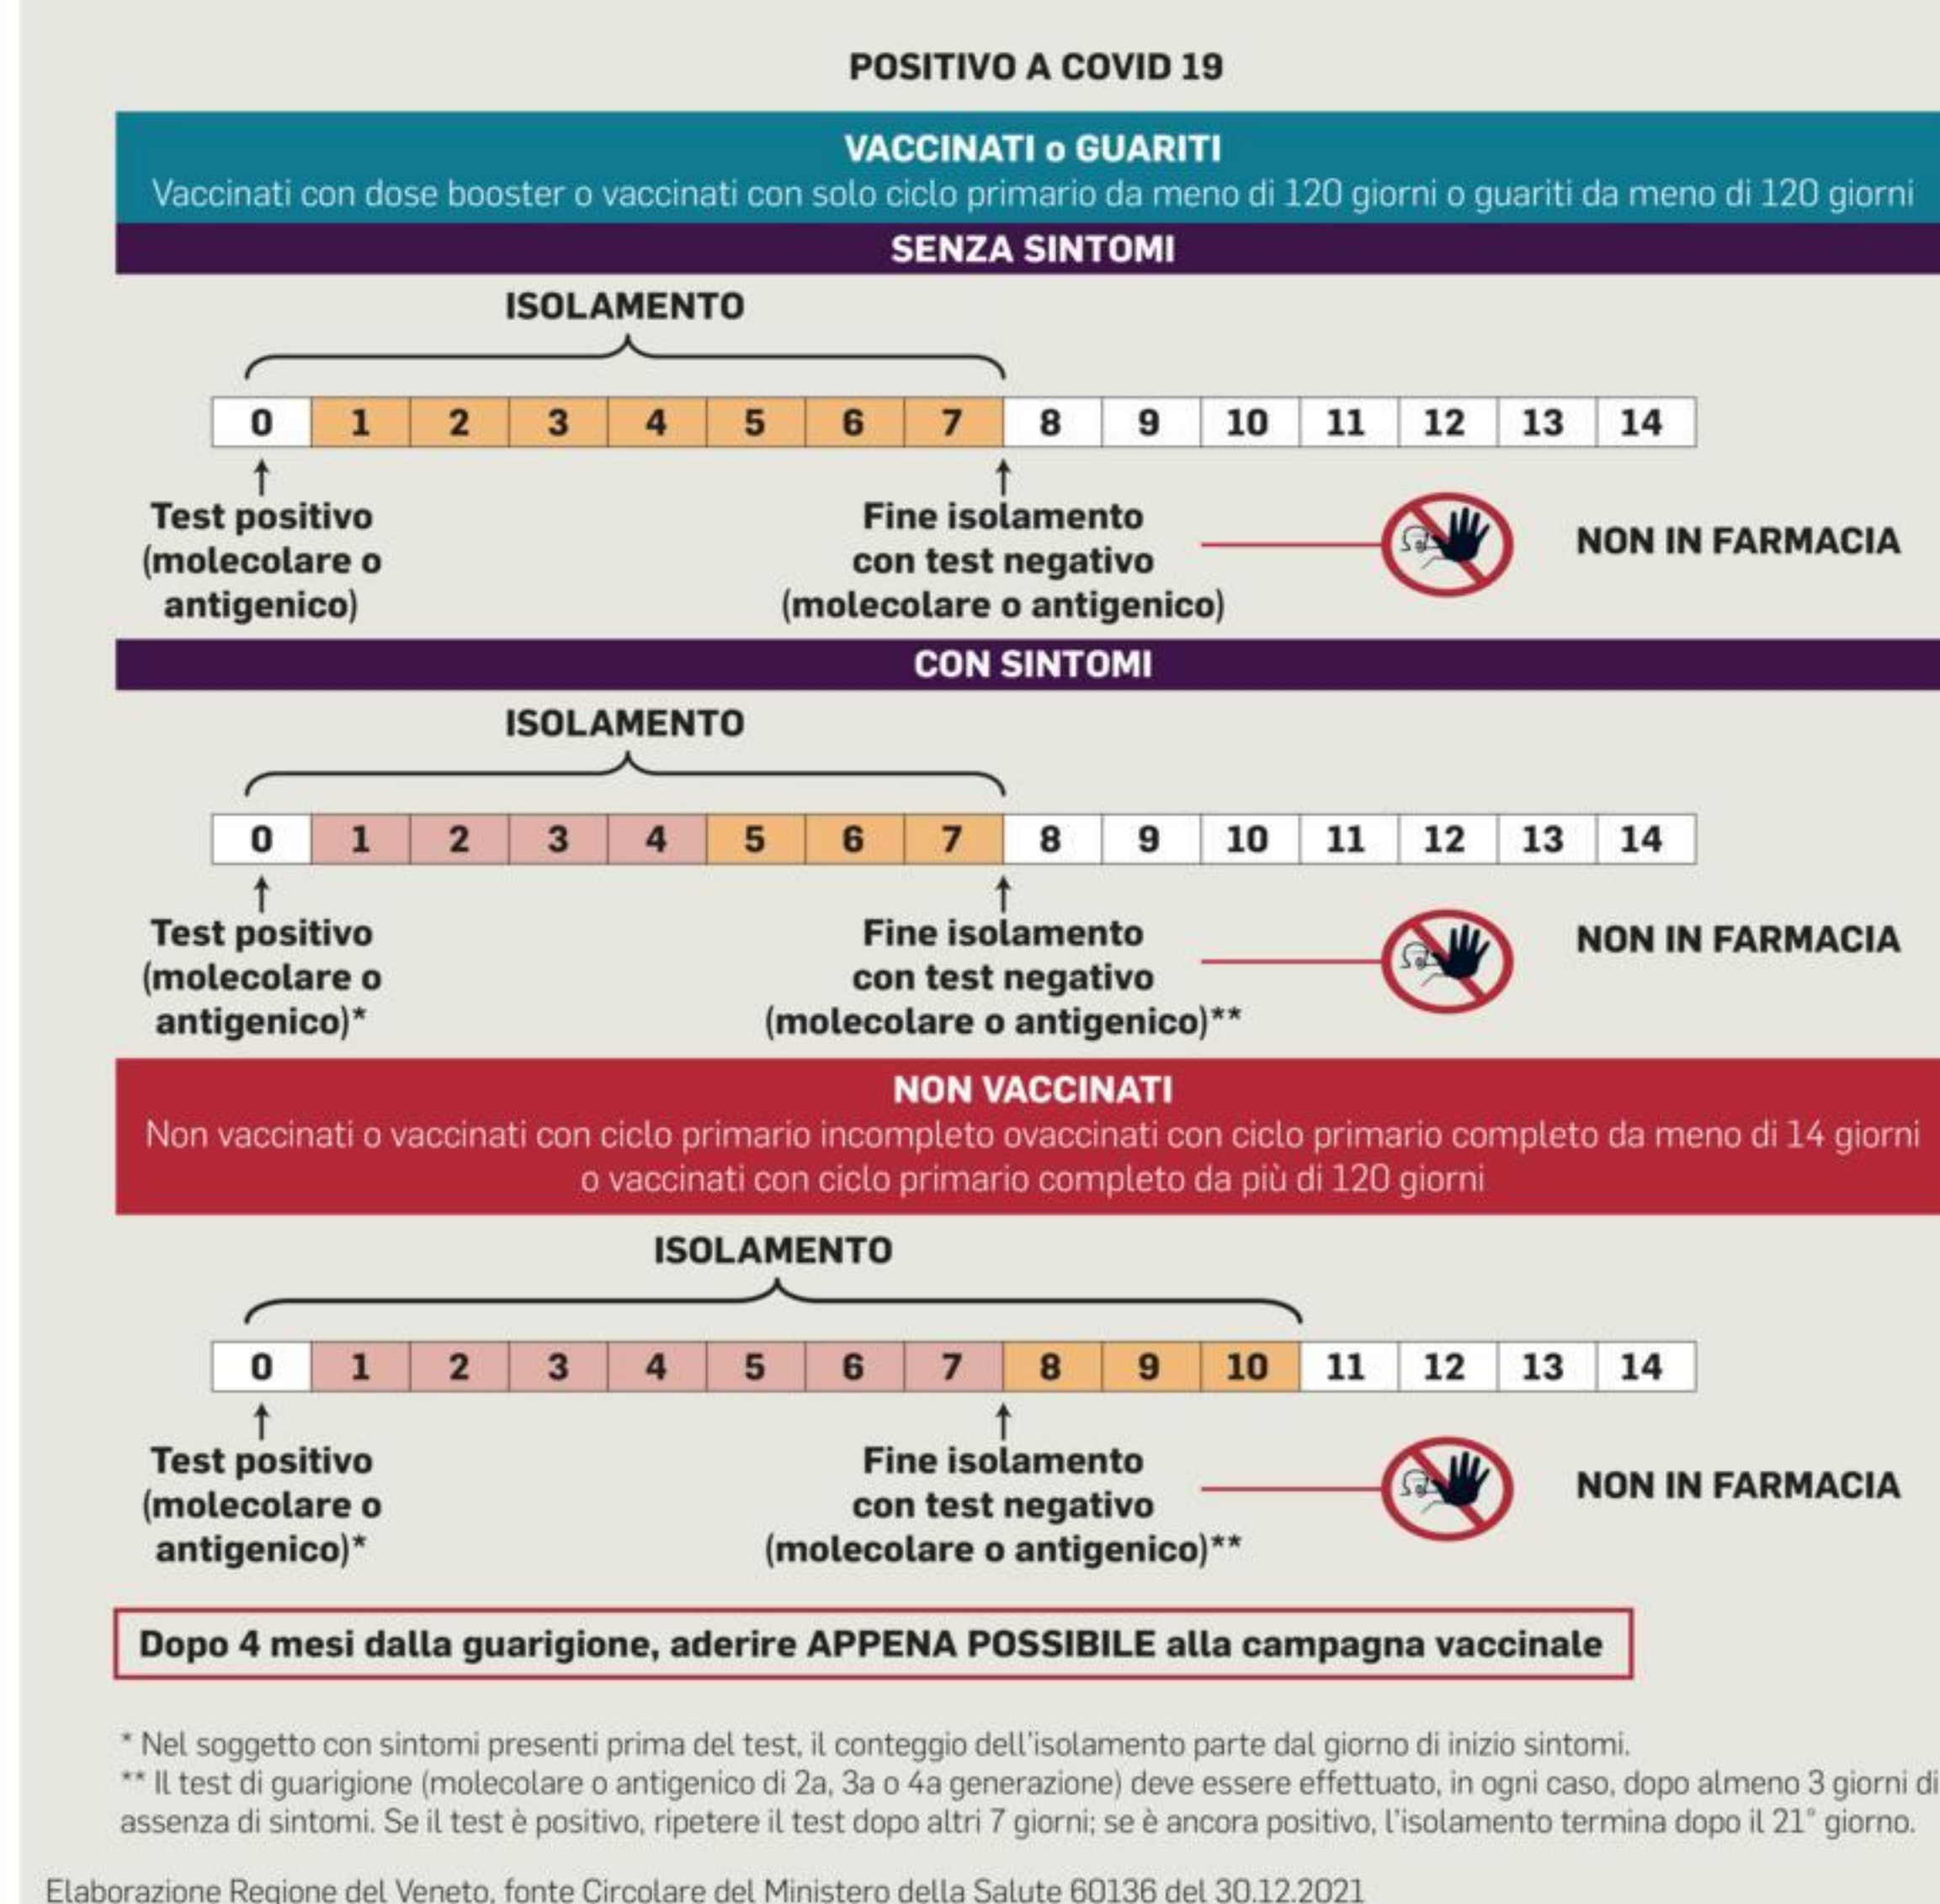 POSITIVO A COVID 19
VACCINATI o GUARITI
Vaccinati con dose booster o vaccinati con solo ciclo primario da meno di 120 giorni o guariti da meno di 120 giorni
SENZA SINTOMI
ISOLAMENTO
0 1 2 3 4 5 6 7 8 9 10 11 12 13 14
Test positivo
(molecolare o
antigenico)
Fine isolamento
con test negativo
(molecolare o antigenico)
NON IN FARMACIA
CON SINTOMI
ISOLAMENTO
0 1 2 3 4 5 6 7 8 9 10 11 12 13 14
Test positivo
(molecolare o
antigenico)*
Fine isolamento
con test negativo
(molecolare o antigenico)**
NON IN FARMACIA
NON VACCINATI
Non vaccinati o vaccinati con ciclo primario incompleto ovaccinati con ciclo primario completo da meno di 14 giorni
o vaccinati con ciclo primario completo da più di 120 giorni
ISOLAMENTO
0 1 2 3 4 5 6 7 8 9 10 11 12 13 14
Test positivo
(molecolare o
antigenico)*
Fine isolamento
con test negativo
(molecolare o antigenico)**
NON IN FARMACIA
Dopo 4 mesi dalla guarigione, aderire APPENA POSSIBILE alla campagna vaccinale
* Nel soggetto con sintomi presenti prima del test, il conteggio dell'isolamento parte dal giorno di inizio sintomi.
** Il test di guarigione (molecolare o antigenico di 2a, 3a o 4a generazione) deve essere effettuato, in ogni caso, dopo almeno 3 giorni di
assenza di sintomi. Se il test è positivo, ripetere il test dopo altri 7 giorni; se è ancora positivo, l'isolamento termina dopo il 21° giorno.
Elaborazione Regione del Veneto, fonte Circolare del Ministero della Salute 60136 del 30.12.2021